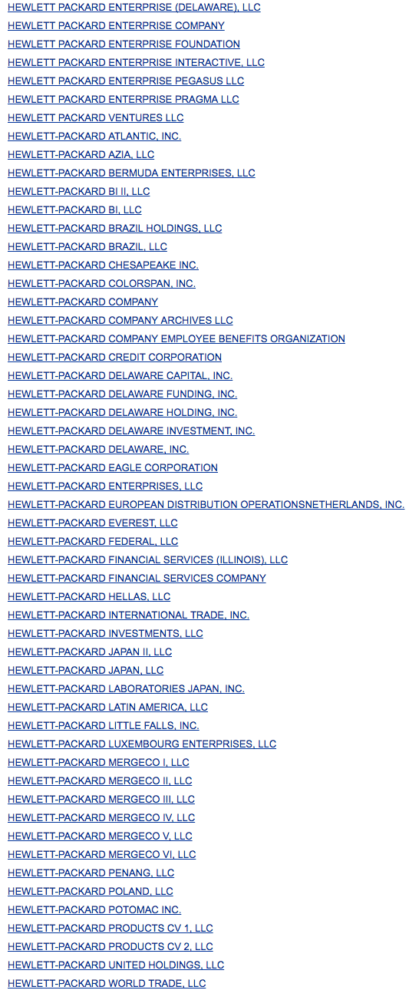 HEWLETT PACKARD ENTERPRISE (DELAWARE), LLC
HEWLETT PACKARD ENTERPRISE COMPANY
HEWLETT PACKARD ENTERPRISE FOUNDATION
HEWLETT PACKARD ENTERPRISE INTERACTIVE, LLC
HEWLETT PACKARD ENTERPRISE PEGASUS LLC
HEWLETT PACKARD ENTERPRISE PRAGMA LLC
HEWLETT PACKARD VENTURES LLC
HEWLETT-PACKARD ATLANTIC, INC.
HEWLETT-PACKARD AZIA, LLC
HEWLETT-PACKARD BERMUDA ENTERPRISES, LLC
HEWLETT-PACKARD BI II, LLC
HEWLETT-PACKARD BI, LLC
HEWLETT-PACKARD BRAZIL HOLDINGS, LLC
HEWLETT-PACKARD BRAZIL, LLC
HEWLETT-PACKARD CHESAPEAKE INC.
HEWLETT-PACKARD COLORSPAN, INC.
HEWLETT-PACKARD COMPANY
HEWLETT-PACKARD COMPANY ARCHIVES LLC
HEWLETT-PACKARD COMPANY EMPLOYEE BENEFITS ORGANIZATION
HEWLETT-PACKARD CREDIT CORPORATION
HEWLETT-PACKARD DELAWARE CAPITAL, INC.
HEWLETT-PACKARD DELAWARE FUNDING, INC.
HEWLETT-PACKARD DELAWARE HOLDING, INC.
HEWLETT-PACKARD DELAWARE INVESTMENT, INC.
HEWLETT-PACKARD DELAWARE, INC.
HEWLETT-PACKARD EAGLE CORPORATION
HEWLETT-PACKARD ENTERPRISES, LLC
HEWLETT-PACKARD EUROPEAN DISTRIBUTION OPERATIONSNETHERLANDS, INC.
HEWLETT-PACKARD EVEREST, LLC
HEWLETT-PACKARD FEDERAL, LLC
HEWLETT-PACKARD FINANCIAL SERVICES (ILLINOIS), LLC
HEWLETT-PACKARD FINANCIAL SERVICES COMPANY
HEWLETT-PACKARD HELLAS, LLC
HEWLETT-PACKARD INTERNATIONAL TRADE, INC.
HEWLETT-PACKARD INVESTMENTS, LLC
HEWLETT-PACKARD JAPAN II, LLC
HEWLETT-PACKARD JAPAN, LLC
HEWLETT-PACKARD LABORATORIES JAPAN, INC.
HEWLETT-PACKARD LATIN AMERICA, LLC
HEWLETT-PACKARD LITTLE FALLS, INC.
HEWLETT-PACKARD LUXEMBOURG ENTERPRISES, LLC
HEWLETT-PACKARD MERGECO I, LLC
HEWLETT-PACKARD MERGECO II, LLC
HEWLETT-PACKARD MERGECO III, LLC
HEWLETT-PACKARD MERGECO IV, LLC
HEWLETT-PACKARD MERGECO V, LLC
HEWLETT-PACKARD MERGECO VI, LLC
HEWLETT-PACKARD PENANG, LLC
HEWLETT-PACKARD POLAND, LLC
HEWLETT-PACKARD POTOMAC INC.
HEWLETT-PACKARD PRODUCTS CV 1, LLC
HEWLETT-PACKARD PRODUCTS CV 2, LLC
HEWLETT-PACKARD UNITED HOLDINGS, LLC
HEWLETT-PACKARD WORLD TRADE, LLC